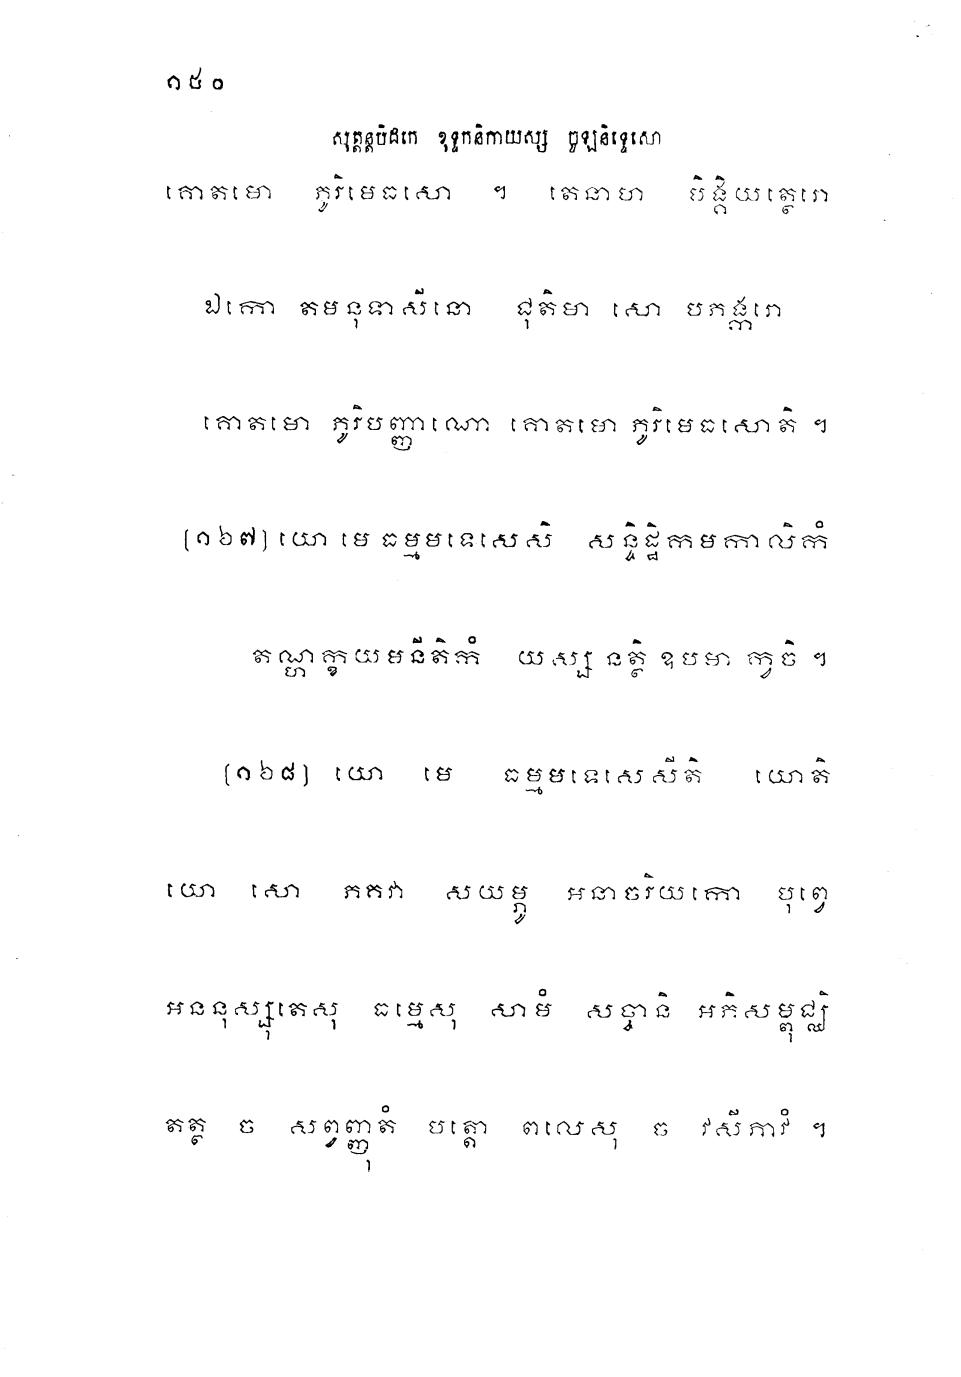 ១៥០
សុត្តន្តបិដកេ ខុទ្ទកនិកាយស្ស ចូឡនិទ្ទេសោ
គោតមោ ភូរិមេធសោ ។ តេនាហ បិង្គិយត្ថេរោ
ឯកោ តមនុទាសីនោ ជុតិមា សោ បភង្ករោ
គោតមោ ភូរិបញ្ញាណោ គោតមោ ភូរិមេធសោតិ ។
[១៦៧] យោ មេ ធម្មមទេសេសិ សន្ទិដ្ឋិកមកាលិកំ
តណ្ហក្ខយមនីតិកំ យស្ស នត្ថិ ឧបមា ក្វចិ ។
[១៦៨] យោ មេ ធម្មមទេសេសីតិ យោតិ
យោ សោ ភគវា សយម្ភូ អនាចរិយកោ បុព្វេ
អននុស្សុតេសុ ធម្មេសុ សាមំ សច្ចានិ អភិសម្ពុជ្ឈិ
តត្ថ ច សព្វញ្ញុតំ បត្តោ ពលេសុ ច វសីភាវំ ។